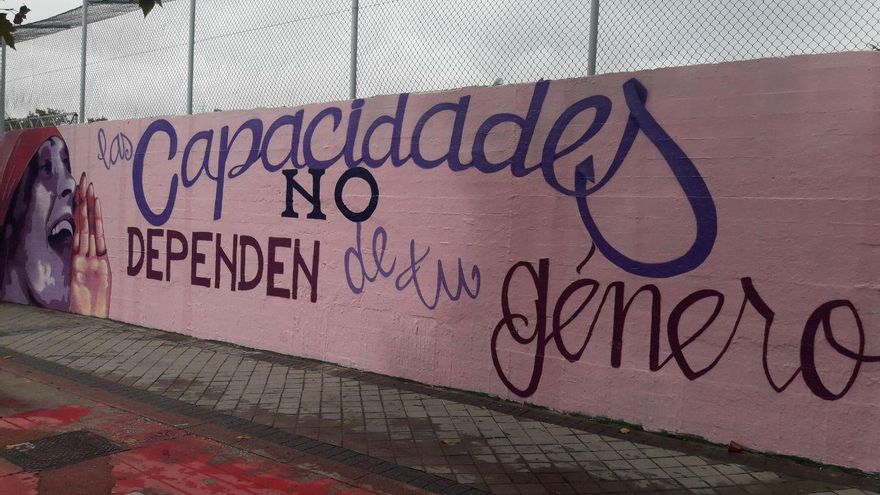 las Capacidades
NO
DEPENDEN de tu
género